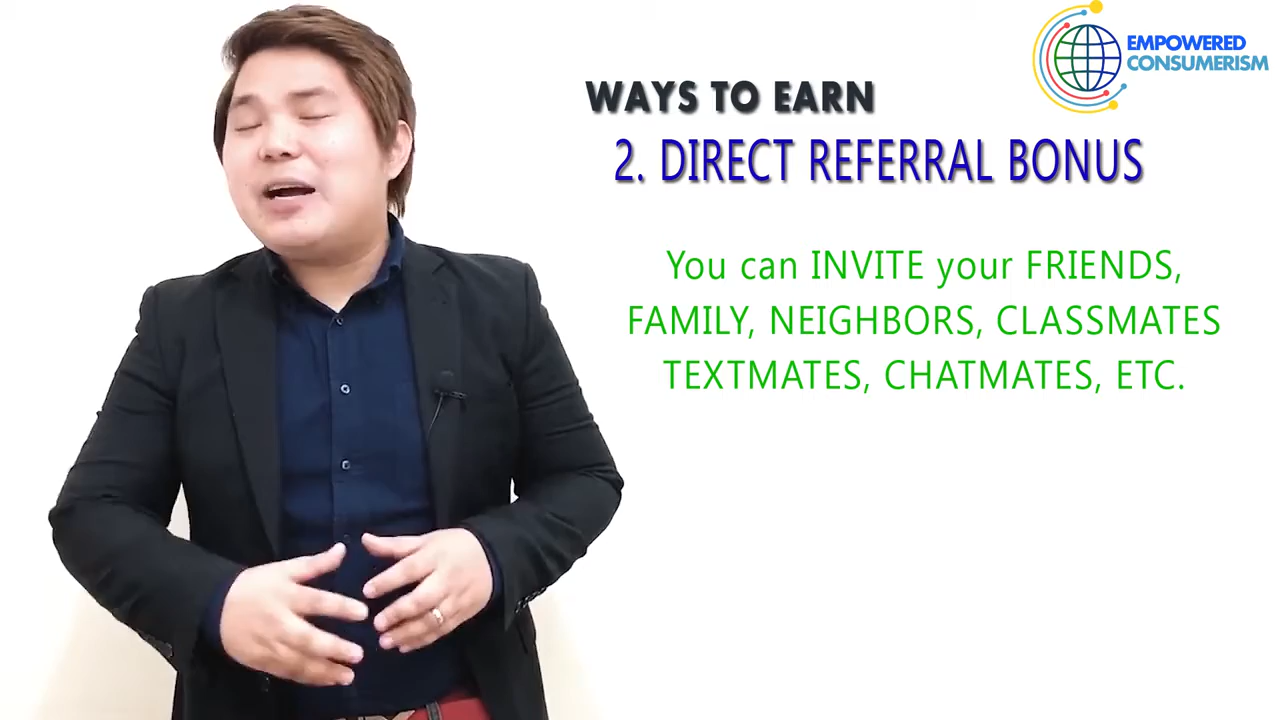 EMPOWERED
CONSUMERISM
WAYS TO EARN
2. DIRECT REFERRAL BONUS
You can INVITE your FRIENDS,
FAMILY, NEIGHBORS, CLASSMATES
TEXTMATES, CHATMATES, ETC.